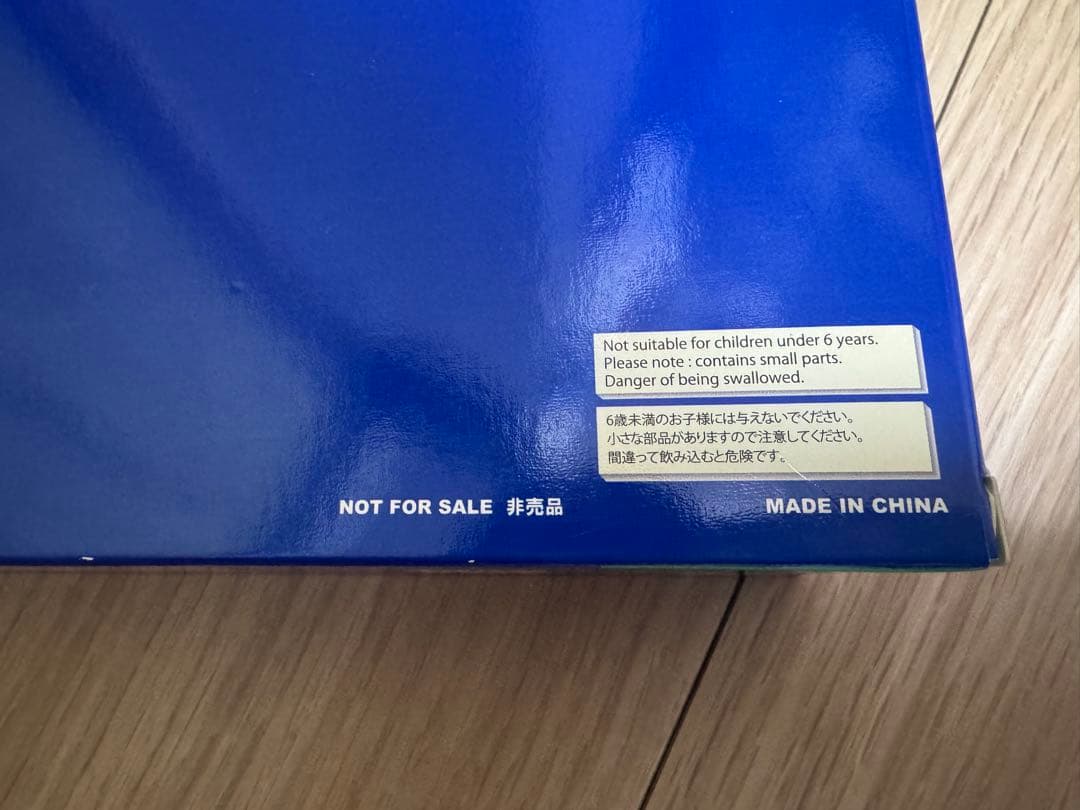 Not suitable for children under 6 years.
Please note : contains small parts.
Danger of being swallowed.
6歳未満のお子様には与えないでください。
小さな部品がありますので注意してください。
間違って飲み込むと危険です。
NOT FOR SALE 非売品
MADE IN CHINA